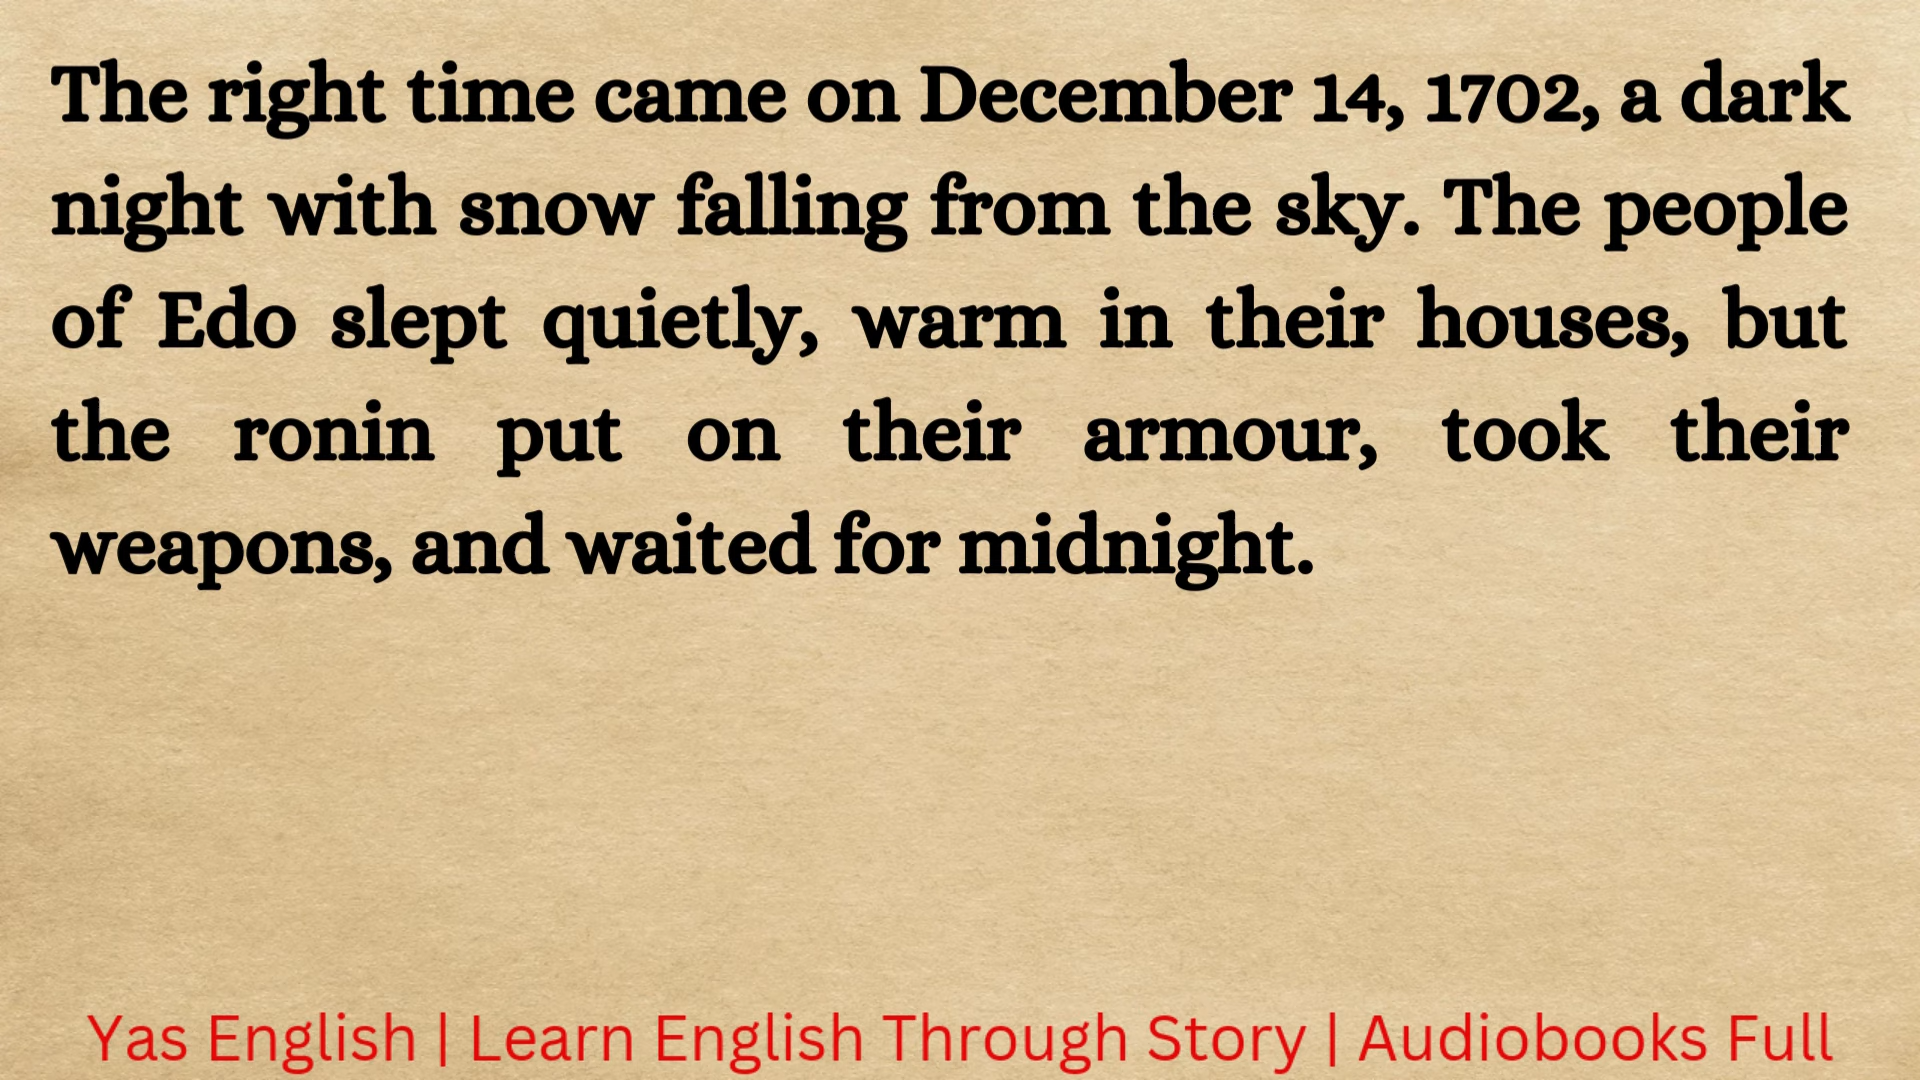 The right time came on December 14, 1702, a dark
night with snow falling from the sky. The people
of Edo slept quietly, warm in their houses, but
the ronin put on their armour, took their
weapons, and waited for midnight.
Yas English | Learn English Through Story | Audiobooks Full